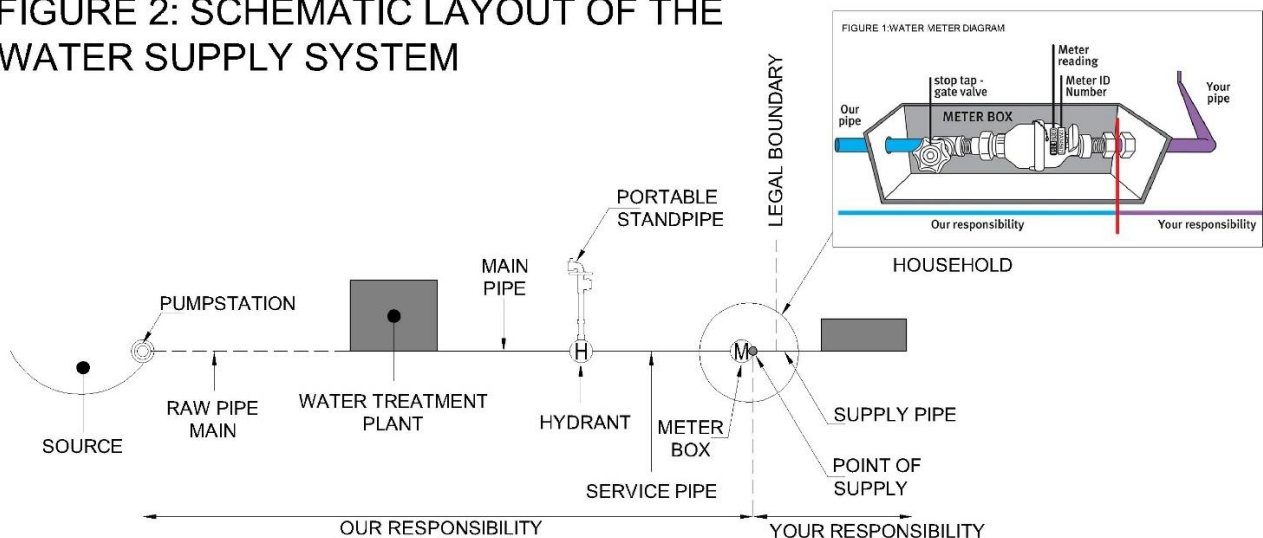 FIGURE 2: SCHEMATIC LAYOUT OF THE
WATER SUPPLY SYSTEM
FIGURE 1:WATER METER DIAGRAM
Meter
reading
stop tap -
gate valve
Meter ID
Number
Our
pipe
METER BOX
Your
pipe
Our responsibility
Your responsibility
LEGAL BOUNDARY
HOUSEHOLD
PORTABLE
STANDPIPE
MAIN
PIPE
PUMPSTATION
H
M
RAW PIPE
MAIN
SOURCE
WATER TREATMENT
PLANT
HYDRANT
METER
BOX
SUPPLY PIPE
POINT OF
SUPPLY
SERVICE PIPE
OUR RESPONSIBILITY
YOUR RESPONSIBILITY